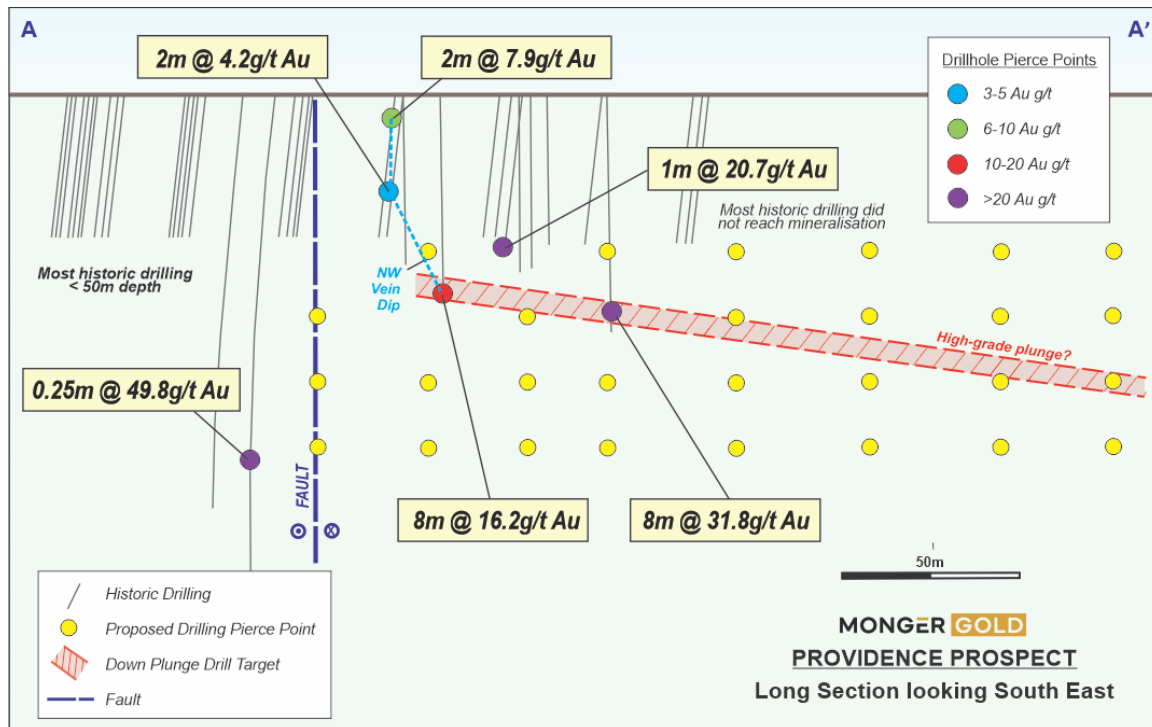 A
A'
2m @ 4.2g/t Au
2m @ 7.9g/t Au
Drillhole Pierce Points
3-5 Au g/t
6-10 Au g/t
10-20 Au g/t
>20 Au g/t
1m @ 20.7g/t Au
Most historic drilling did
not reach mineralisation
Most historic drilling
< 50m depth
NW
Vein
Dip
High-grade plunge?
0.25m @ 49.8g/t Au
FAULT
8m @ 16.2g/t Au
8m @ 31.8g/t Au
50m
Historic Drilling
Proposed Drilling Pierce Point
Down Plunge Drill Target
Fault
MONGER GOLD
PROVIDENCE PROSPECT
Long Section looking South East